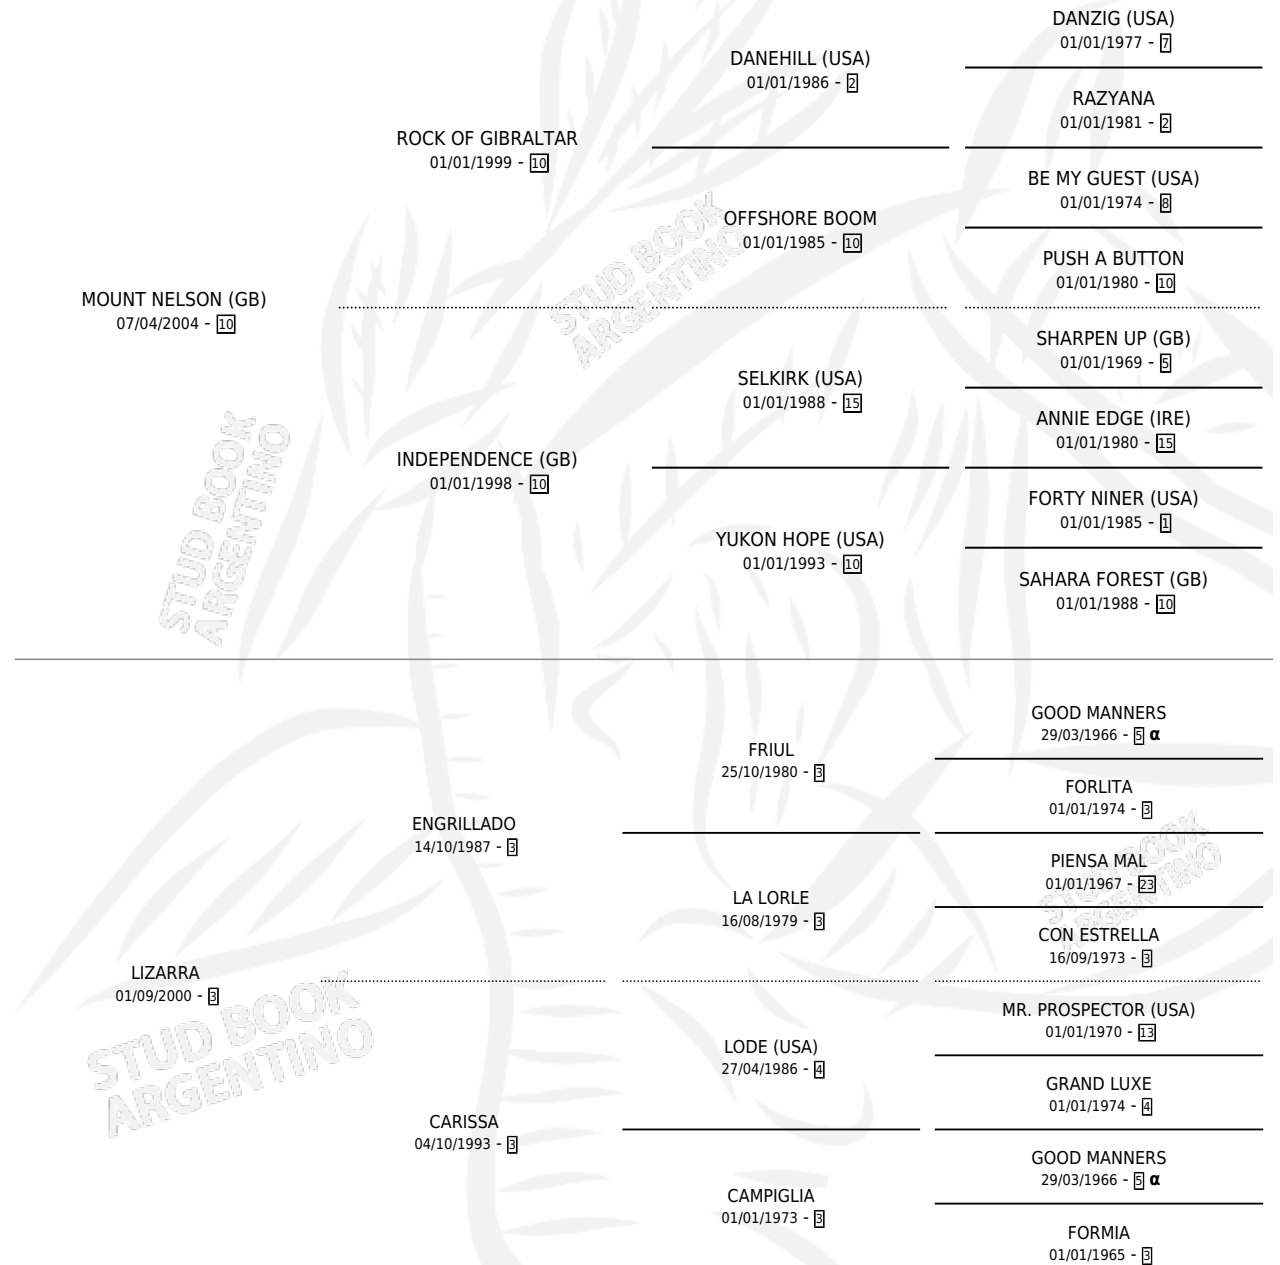 DANZIG (USA)
01/01/1977 - 7
DANEHILL (USA)
01/01/1986 - 2
RAZYANA
01/01/1981 - 2
ROCK OF GIBRALTAR
01/01/1999 - 10
BE MY GUEST (USA)
01/01/1974 - 8
OFFSHORE BOOM
01/01/1985 - 10
PUSH A BUTTON
01/01/1980 - 10
MOUNT NELSON (GB)
07/04/2004 - 10
SHARPEN UP (GB)
01/01/1969 - 5
SELKIRK (USA)
01/01/1988 - 15
ANNIE EDGE (IRE)
01/01/1980 - 15
INDEPENDENCE (GB)
01/01/1998 - 10
FORTY NINER (USA)
01/01/1985 - 1
YUKON HOPE (USA)
01/01/1993 - 10
SAHARA FOREST (GB)
01/01/1988 - 10
GOOD MANNERS
29/03/1966 - 5 α
FRIUL
25/10/1980 - 3
FORLITA
01/01/1974 - 3
ENGRILLADO
14/10/1987 - 3
PIENSA MAL
01/01/1967 - 23
LA LORLE
16/08/1979 - 3
CON ESTRELLA
16/09/1973 - 3
LIZARRA
01/09/2000 - 3
MR. PROSPECTOR (USA)
01/01/1970 - 13
LODE (USA)
27/04/1986 - 4
GRAND LUXE
01/01/1974 - 4
CARISSA
04/10/1993 - 3
GOOD MANNERS
29/03/1966 - 5 α
CAMPIGLIA
01/01/1973 - 3
FORMIA
01/01/1965 - 3
STUD BOOK
ARGENTINO
STUD BOOK
ARGENTINO
STUD BOOK
ARGENTINO
STUD BOOK
ARGENTINO